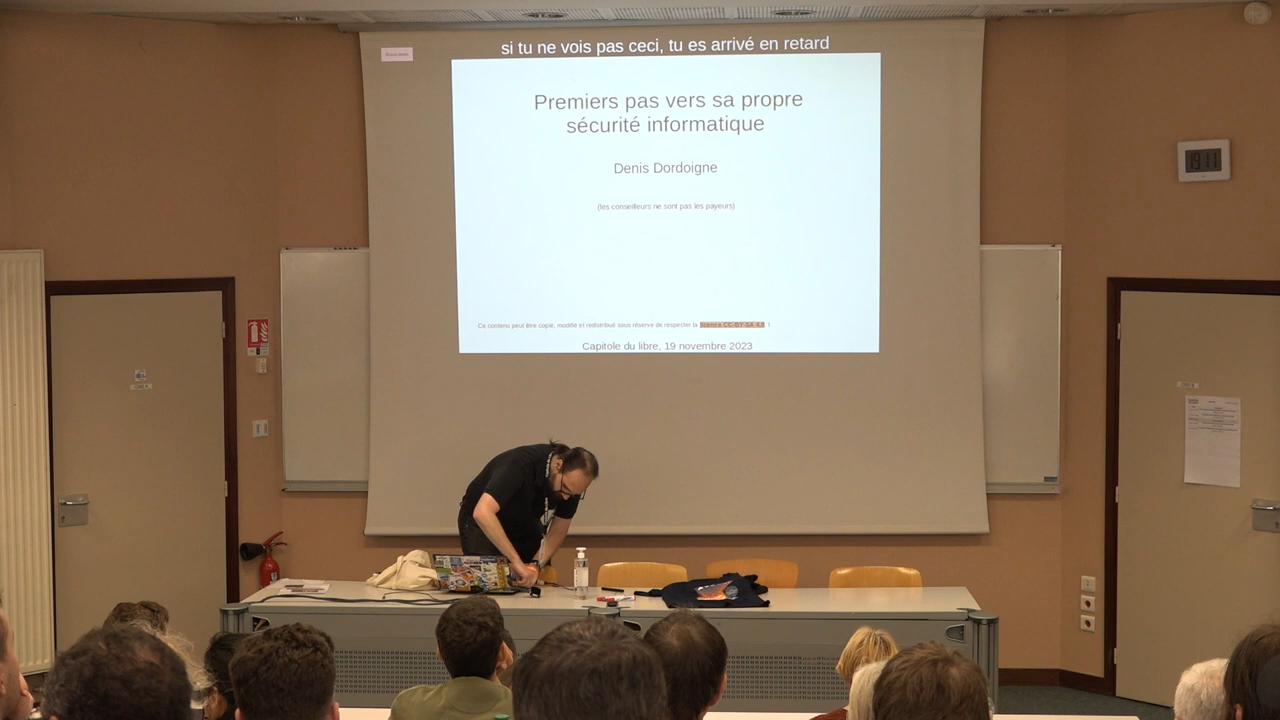 si tu ne vois pas ceci, tu es arrivé en retard
Premiers pas vers sa propre
sécurité informatique
Denis Dordoigne
(les conseilleurs ne sont pas les payeurs)
Ce contenu peut être copié, modifié et redistribué sous réserve de respecter la licence CC-BY-SA 4.0 !
Capitole du libre, 19 novembre 2023
19 11